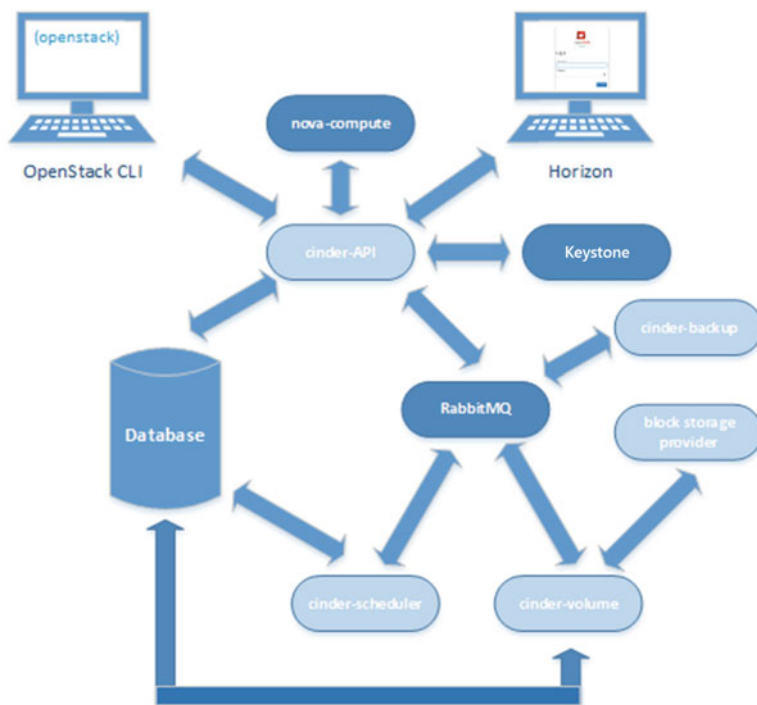 (openstack)
nova-compute
OpenStack CLI
Horizon
cinder-API
Keystone
cinder-backup
RabbitMQ
block storage
provider
Database
cinder-scheduler
cinder-volume